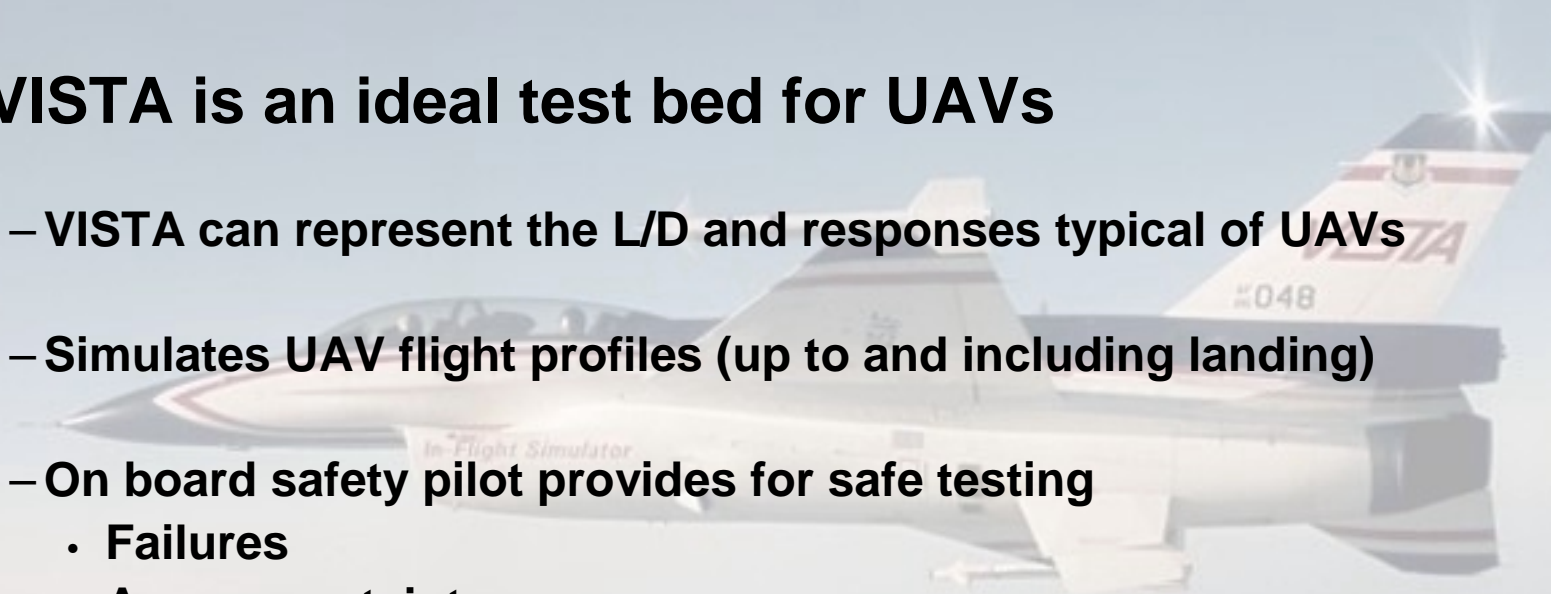 VISTA is an ideal test bed for UAVs
– VISTA can represent the L/D and responses typical of UAVs
VISTA
048
– Simulates UAV flight profiles (up to and including landing)
In-Flight Simulator
– On board safety pilot provides for safe testing
• Failures